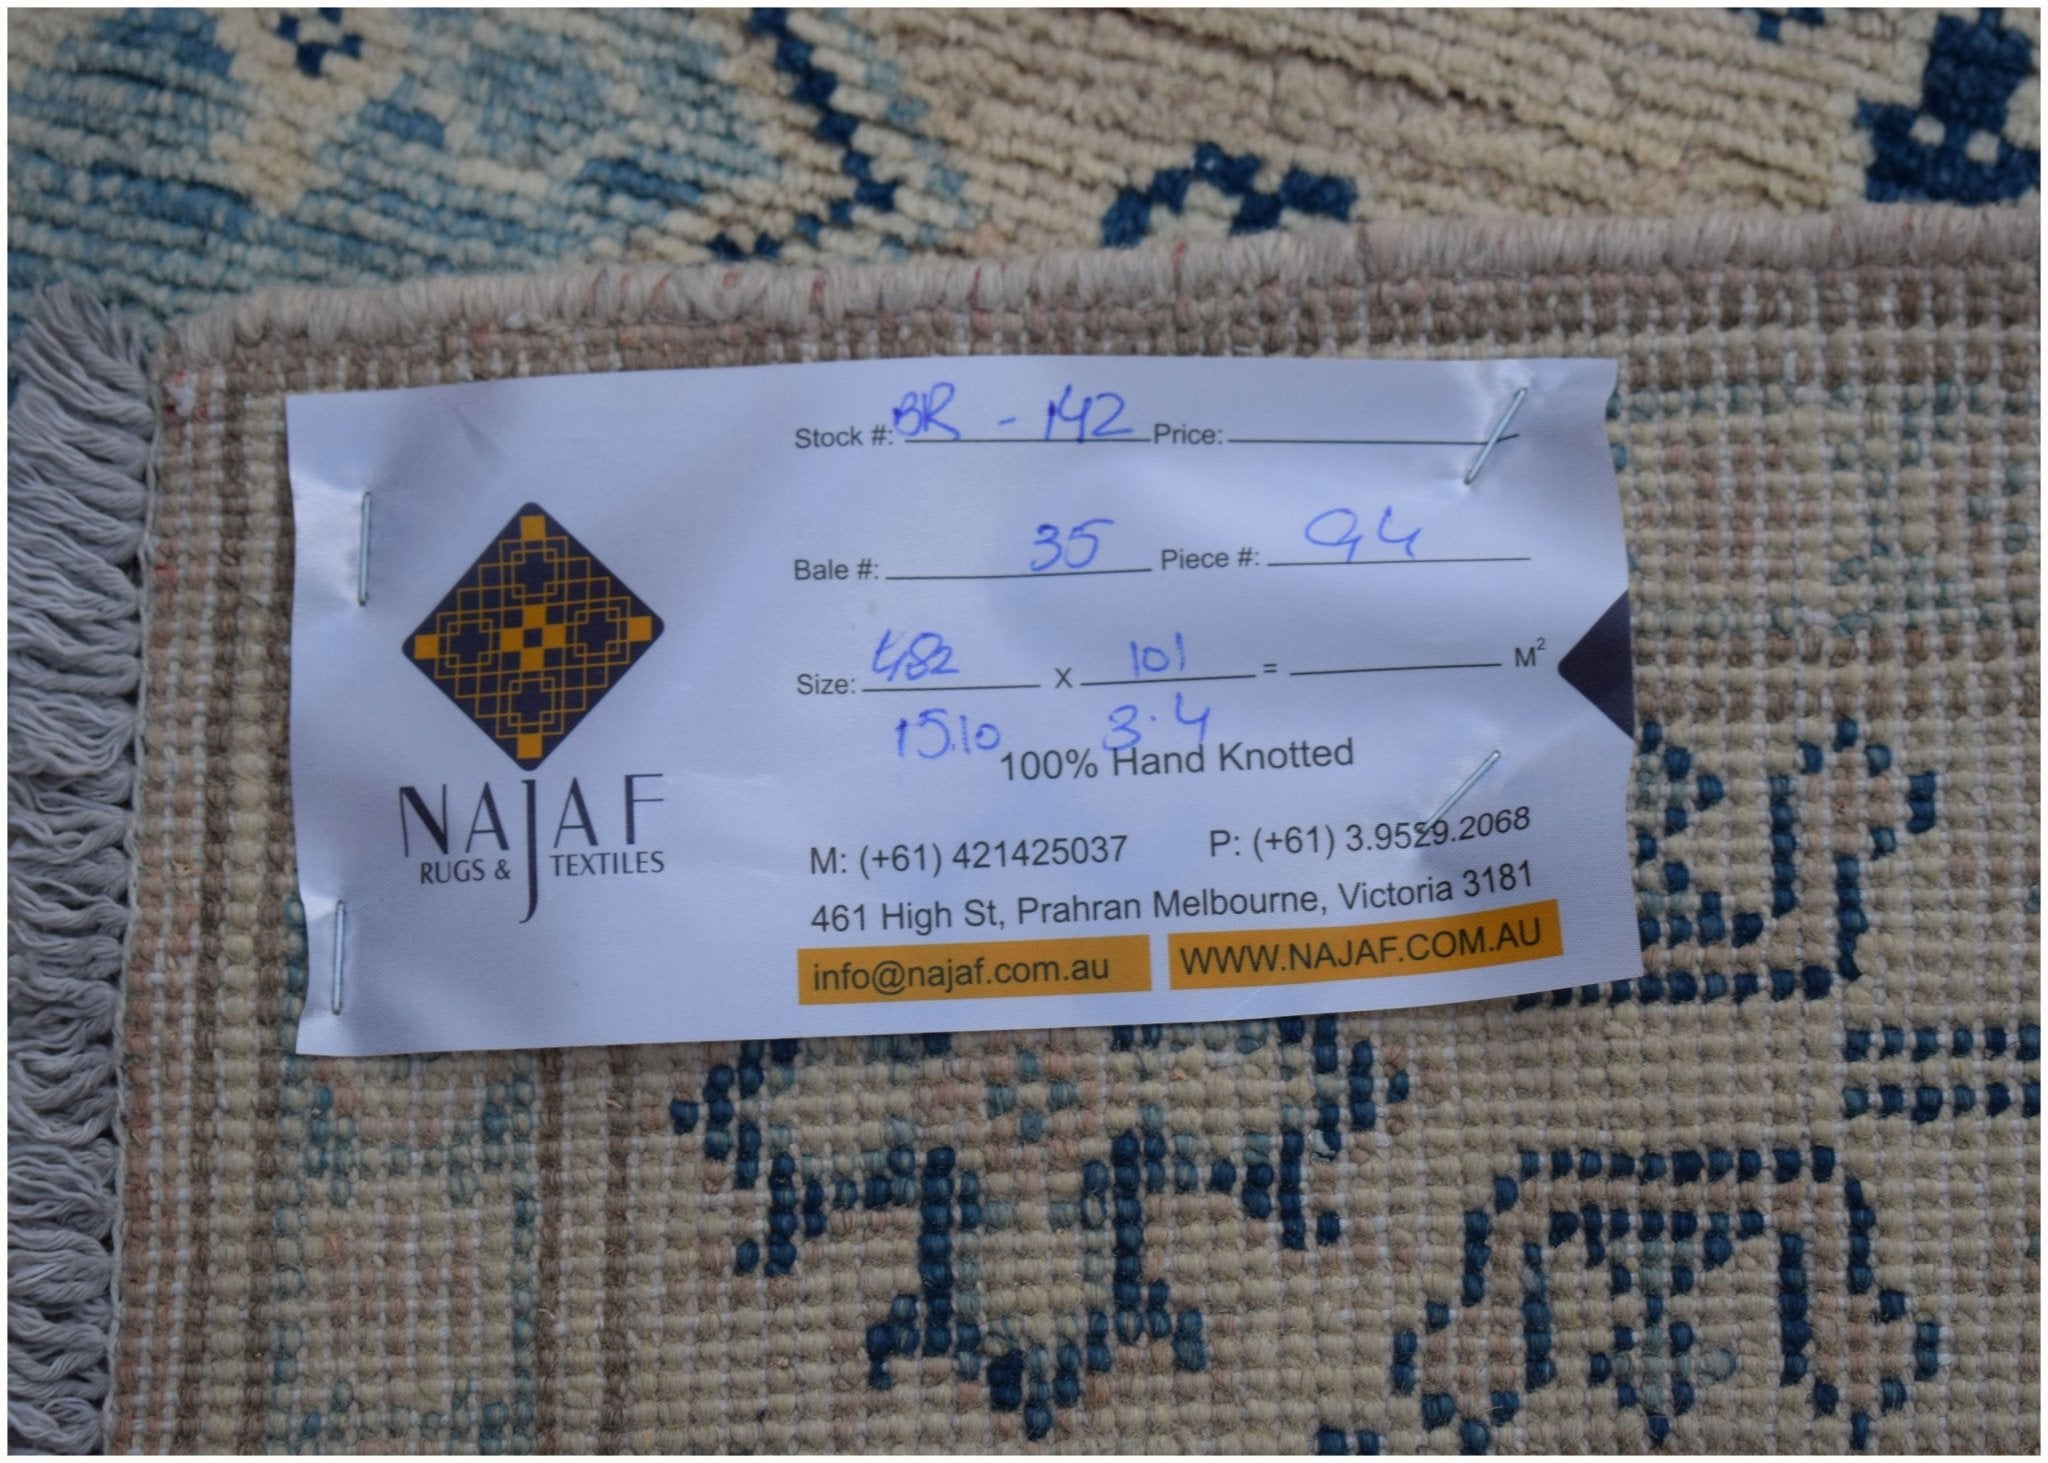 Stock #: BR - 142 Price:
Bale #: 35 Piece #: 94
Size: 482 X 101 = M²
15.10 3.4
100% Hand Knotted
NAJAF
RUGS & TEXTILES
M: (+61) 421425037 P: (+61) 3.9529.2068
461 High St, Prahran Melbourne, Victoria 3181
info@najaf.com.au WWW.NAJAF.COM.AU